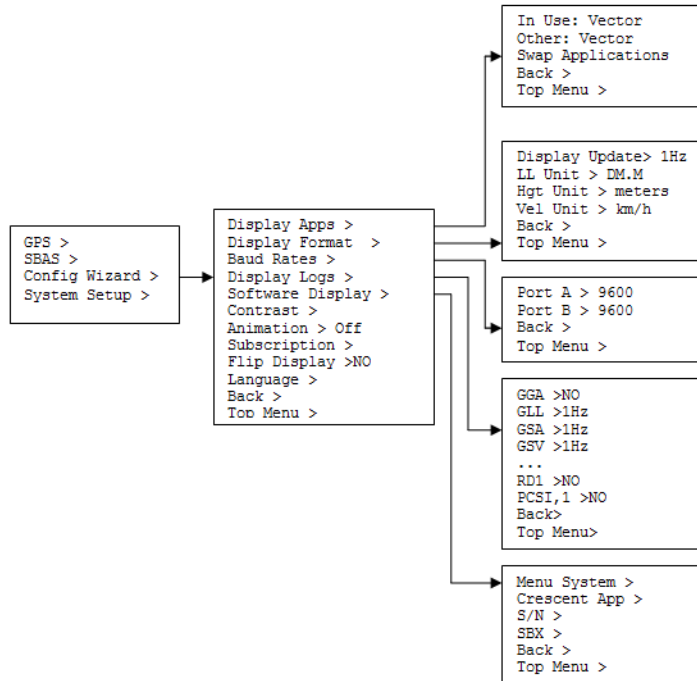 GPS >
SBAS >
Config Wizard >
System Setup >
Display Apps >
Display Format >
Baud Rates >
Display Logs >
Software Display >
Contrast >
Animation > Off
Subscription >
Flip Display >NO
Language >
Back >
Top Menu >
In Use: Vector
Other: Vector
Swap Applications
Back >
Top Menu >
Display Update> 1Hz
LL Unit > DM.M
Hgt Unit > meters
Vel Unit > km/h
Back >
Top Menu >
Port A > 9600
Port B > 9600
Back >
Top Menu >
GGA >NO
GLL >1Hz
GSA >1Hz
GSV >1Hz
...
RD1 >NO
PCSI,1 >NO
Back>
Top Menu>
Menu System >
Crescent App >
S/N >
SBX >
Back >
Top Menu >